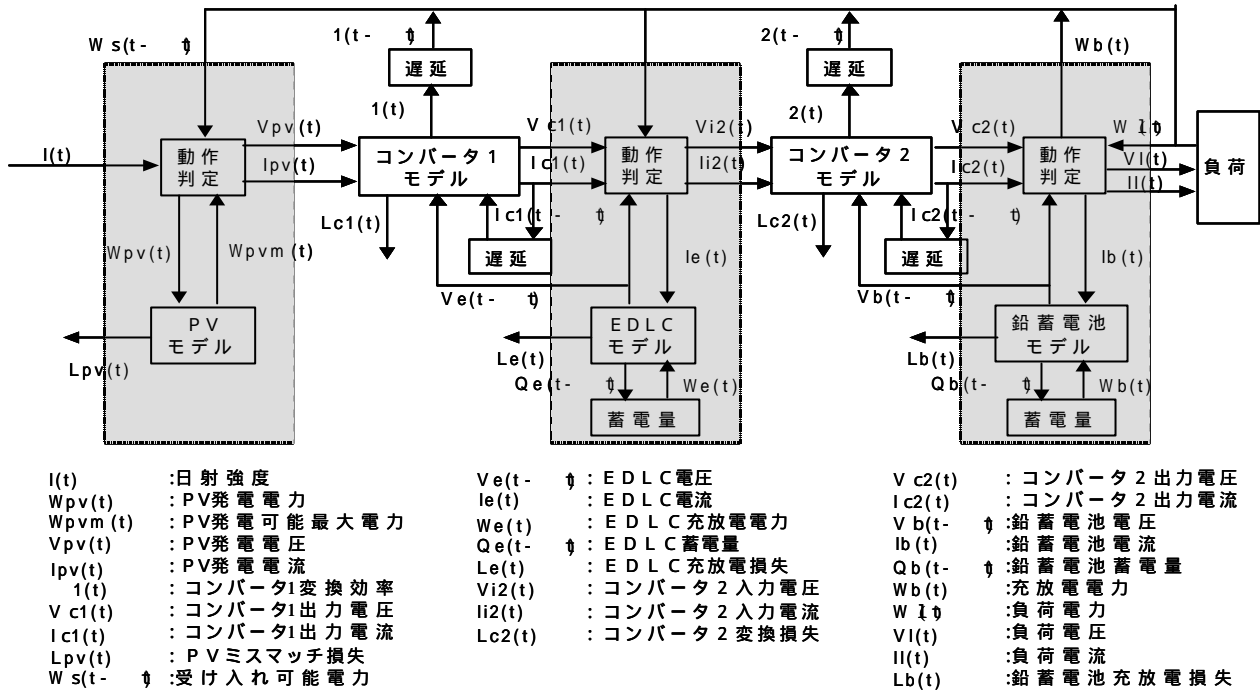 Ws(t- t)
1(t- t)
2(t- t)
Wb(t)
遅延
遅延
1(t)
2(t)
I(t)
動作
判定
Vpv(t)
Ipv(t)
コンバータ1
モデル
Vc1(t)
Ic1(t)
動作
判定
Vi2(t)
Ii2(t)
コンバータ2
モデル
Vc2(t)
Ic2(t)
動作
判定
Wl(t)
Vl(t)
Il(t)
負荷
Lc1(t)
Ic1(t- t)
遅延
Lc2(t)
Ic2(t- t)
遅延
Wpv(t)
Wpvm(t)
Ve(t- t)
Ie(t)
Vb(t- t)
Ib(t)
PV
モデル
EDLC
モデル
鉛蓄電池
モデル
Lpv(t)
Le(t)
Lb(t)
Qe(t- t)
We(t)
Qb(t- t)
Wb(t)
蓄電量
蓄電量
I(t) :日射強度
Wpv(t) :PV発電電力
Wpvm(t) :PV発電可能最大電力
Vpv(t) :PV発電電圧
Ipv(t) :PV発電電流
1(t) :コンバータ1変換効率
Vc1(t) :コンバータ1出力電圧
Ic1(t) :コンバータ1出力電流
Lpv(t) :PVミスマッチ損失
Ws(t- t) :受け入れ可能電力
Ve(t- t) :EDLC電圧
Ie(t) :EDLC電流
We(t) :EDLC充放電電力
Qe(t- t) :EDLC蓄電量
Le(t) :EDLC充放電損失
Vi2(t) :コンバータ2入力電圧
Ii2(t) :コンバータ2入力電流
Lc2(t) :コンバータ2変換損失
Vc2(t) :コンバータ2出力電圧
Ic2(t) :コンバータ2出力電流
Vb(t- t) :鉛蓄電池電圧
Ib(t) :鉛蓄電池電流
Qb(t- t) :鉛蓄電池蓄電量
Wb(t) :充放電電力
Wl(t) :負荷電力
Vl(t) :負荷電圧
Il(t) :負荷電流
Lb(t) :鉛蓄電池充放電損失